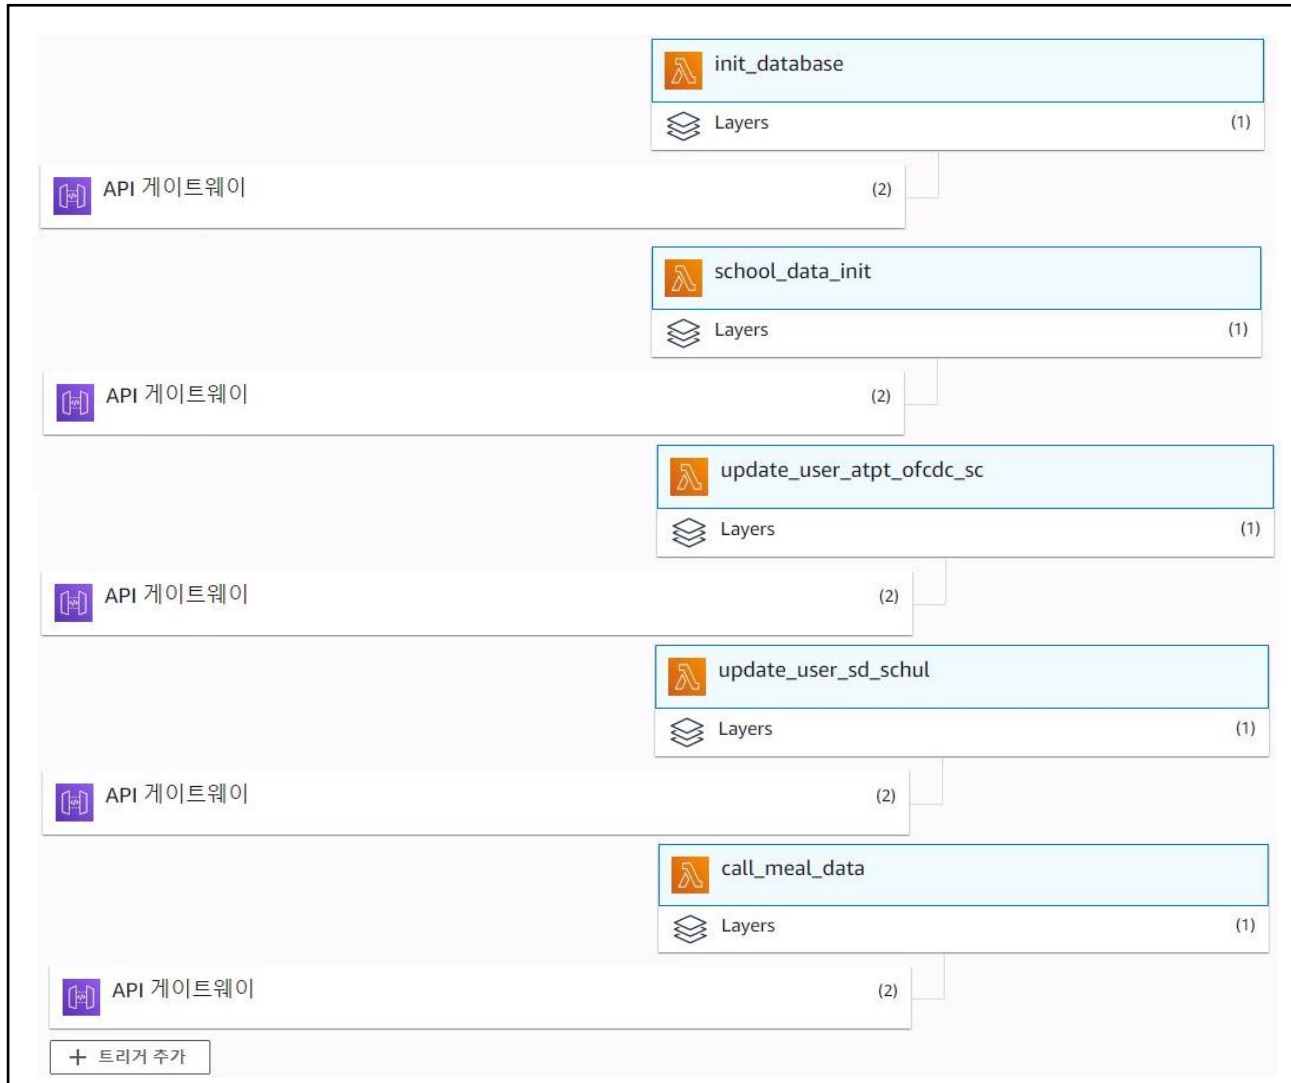 init_database
Layers (1)
API 게이트웨이 (2)
school_data_init
Layers (1)
API 게이트웨이 (2)
update_user_atpt_ofcdc_sc
Layers (1)
API 게이트웨이 (2)
update_user_sd_schul
Layers (1)
API 게이트웨이 (2)
call_meal_data
Layers (1)
API 게이트웨이 (2)
+ 트리거 추가